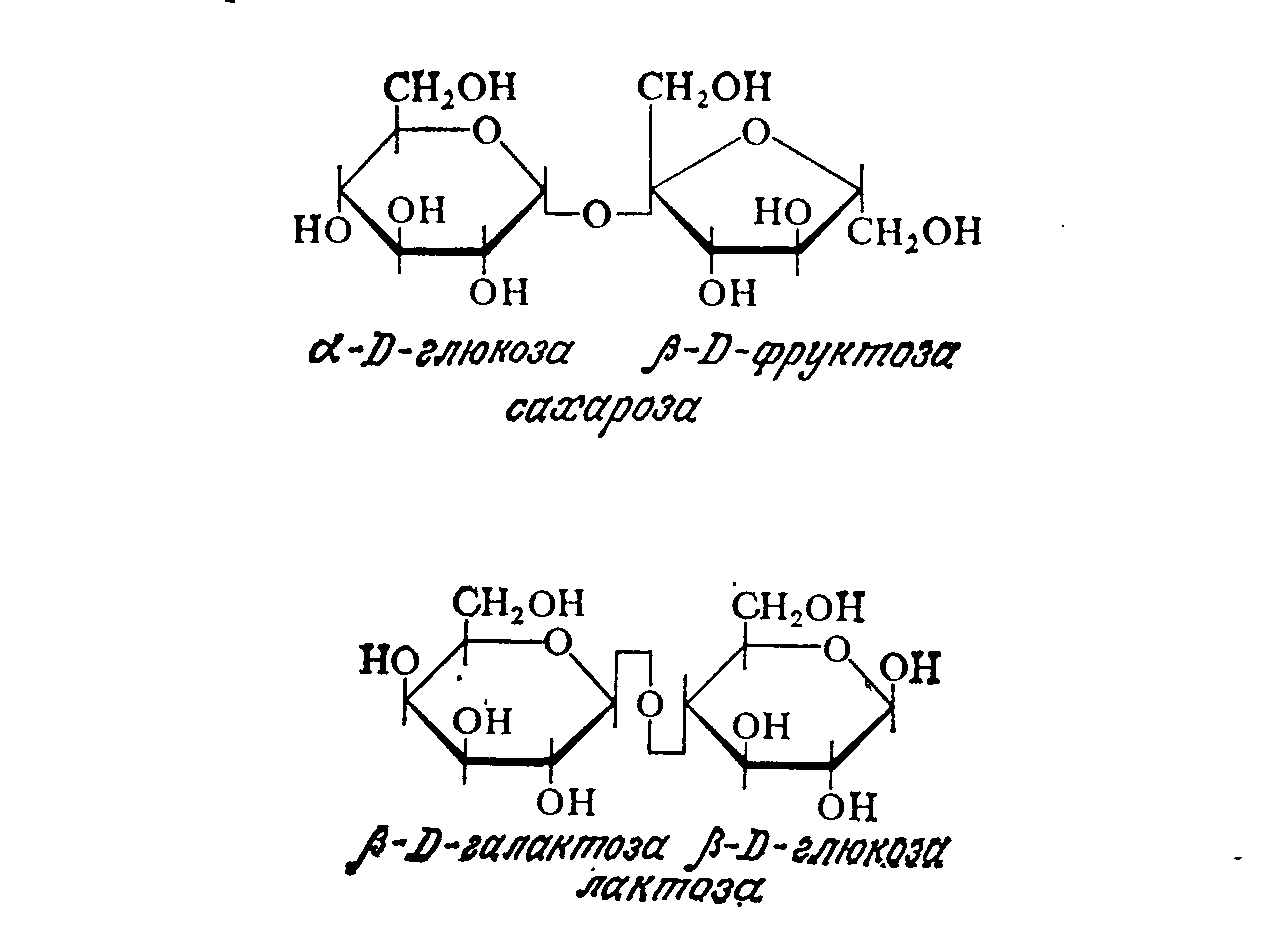 CH₂OH CH₂OH
O O
HO OH O HO CH₂OH
OH OH
α-D-глюкоза β-D-фруктоза
сахароза
CH₂OH CH₂OH
HO O O OH
OH O OH
OH OH
β-D-галактоза β-D-глюкоза
лактоза